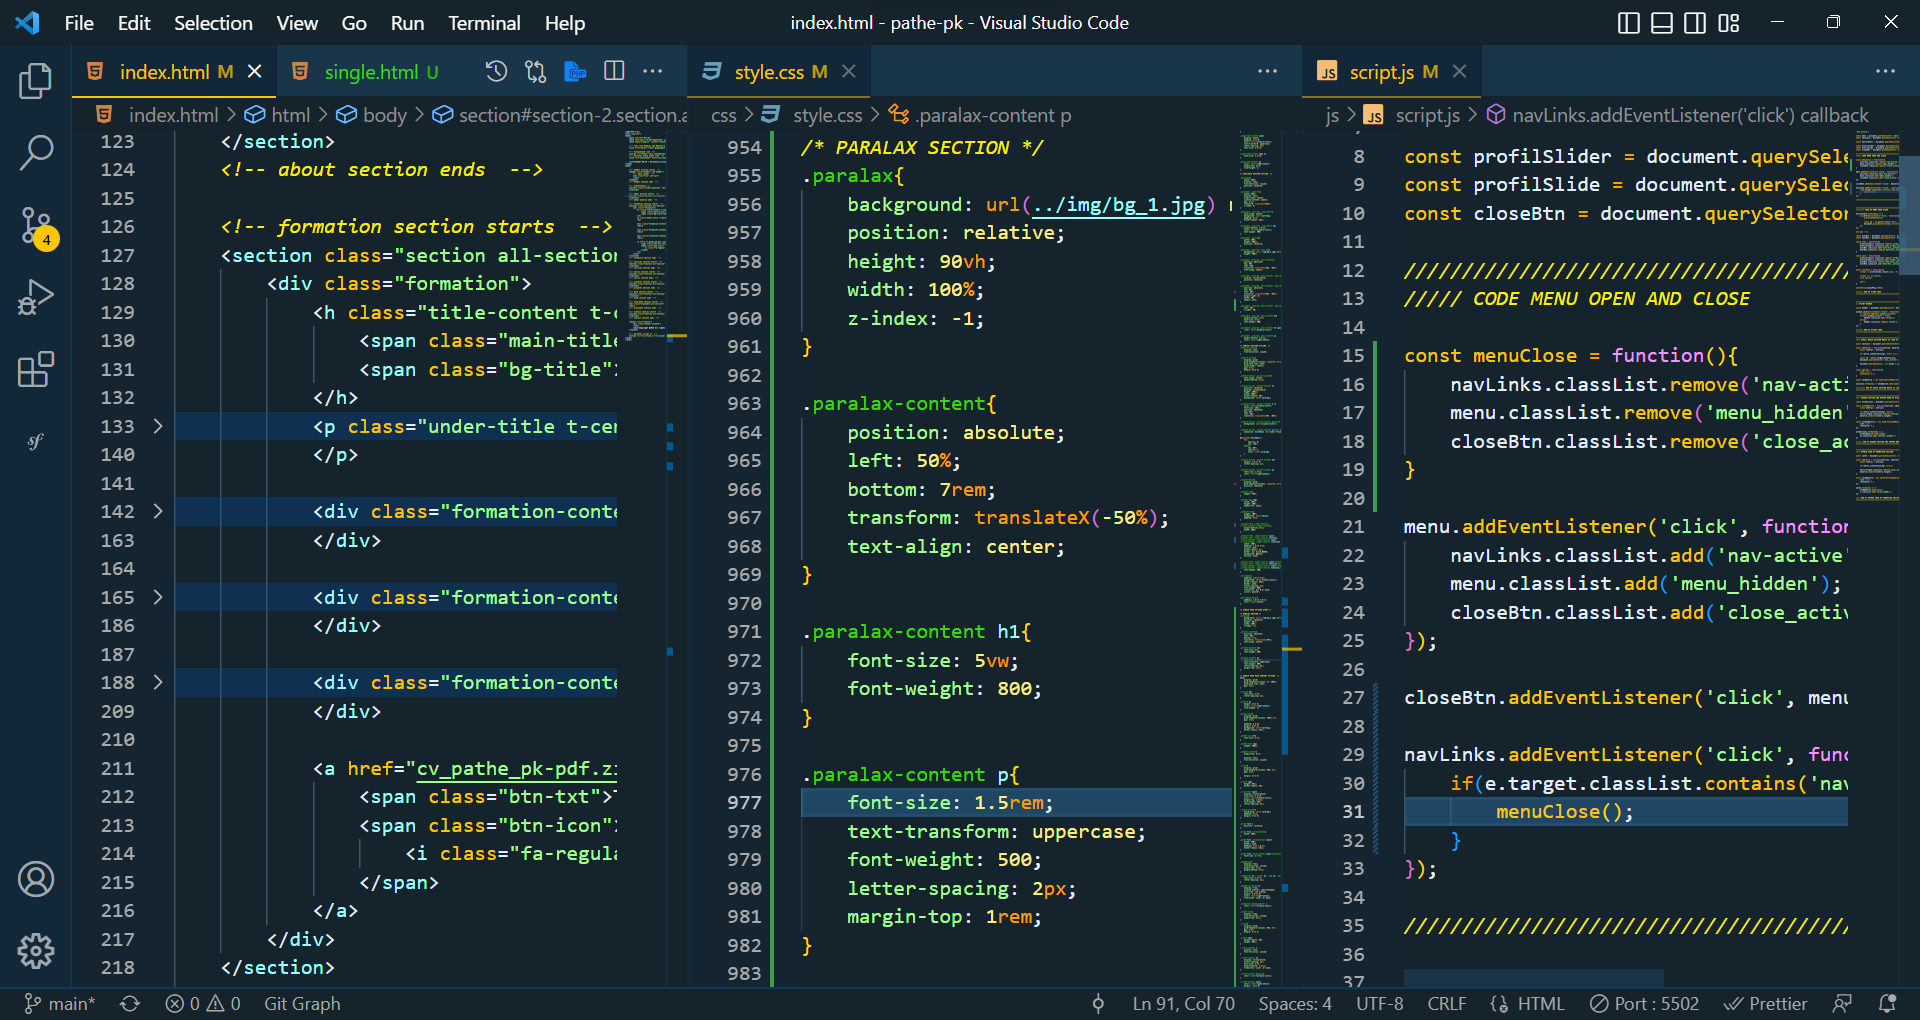 File Edit Selection View Go Run Terminal Help
index.html - pathe-pk - Visual Studio Code
index.html M
single.html U
index.html > html > body > section#section-2.section.a
123 </section>
124 <!-- about section ends  -->
125
126 <!-- formation section starts  -->
127 <section class="section all-section
128 <div class="formation">
129 <h class="title-content t-c
130 <span class="main-title
131 <span class="bg-title">
132 </h>
133 <p class="under-title t-cen
140 </p>
141
142 <div class="formation-conte
163 </div>
164
165 <div class="formation-conte
186 </div>
187
188 <div class="formation-conte
209 </div>
210
211 <a href="cv_pathe_pk-pdf.zi
212 <span class="btn-txt">
213 <span class="btn-icon">
214 <i class="fa-regula
215 </span>
216 </a>
217 </div>
218 </section>
style.css M
css > style.css > .paralax-content p
954 /* PARALAX SECTION */
955 .paralax{
956 background: url(../img/bg_1.jpg)
957 position: relative;
958 height: 90vh;
959 width: 100%;
960 z-index: -1;
961 }
962
963 .paralax-content{
964 position: absolute;
965 left: 50%;
966 bottom: 7rem;
967 transform: translateX(-50%);
968 text-align: center;
969 }
970
971 .paralax-content h1{
972 font-size: 5vw;
973 font-weight: 800;
974 }
975
976 .paralax-content p{
977 font-size: 1.5rem;
978 text-transform: uppercase;
979 font-weight: 500;
980 letter-spacing: 2px;
981 margin-top: 1rem;
982 }
983
JS script.js M
js > JS script.js > navLinks.addEventListener('click') callback
8 const profilSlider = document.querySele
9 const profilSlide = document.querySelec
10 const closeBtn = document.querySelector
11
12 //////////////////////////////////////
13 ///// CODE MENU OPEN AND CLOSE
14
15 const menuClose = function(){
16 navLinks.classList.remove('nav-acti
17 menu.classList.remove('menu_hidden'
18 closeBtn.classList.remove('close_ac
19 }
20
21 menu.addEventListener('click', function
22 navLinks.classList.add('nav-active'
23 menu.classList.add('menu_hidden');
24 closeBtn.classList.add('close_activ
25 });
26
27 closeBtn.addEventListener('click', menu
28
29 navLinks.addEventListener('click', func
30 if(e.target.classList.contains('nav
31 menuClose();
32 }
33 });
34
35 //////////////////////////////////////
36
37
4
sf
main* 0 0 Git Graph
Ln 91, Col 70 Spaces: 4 UTF-8 CRLF {} HTML Port : 5502 Prettier